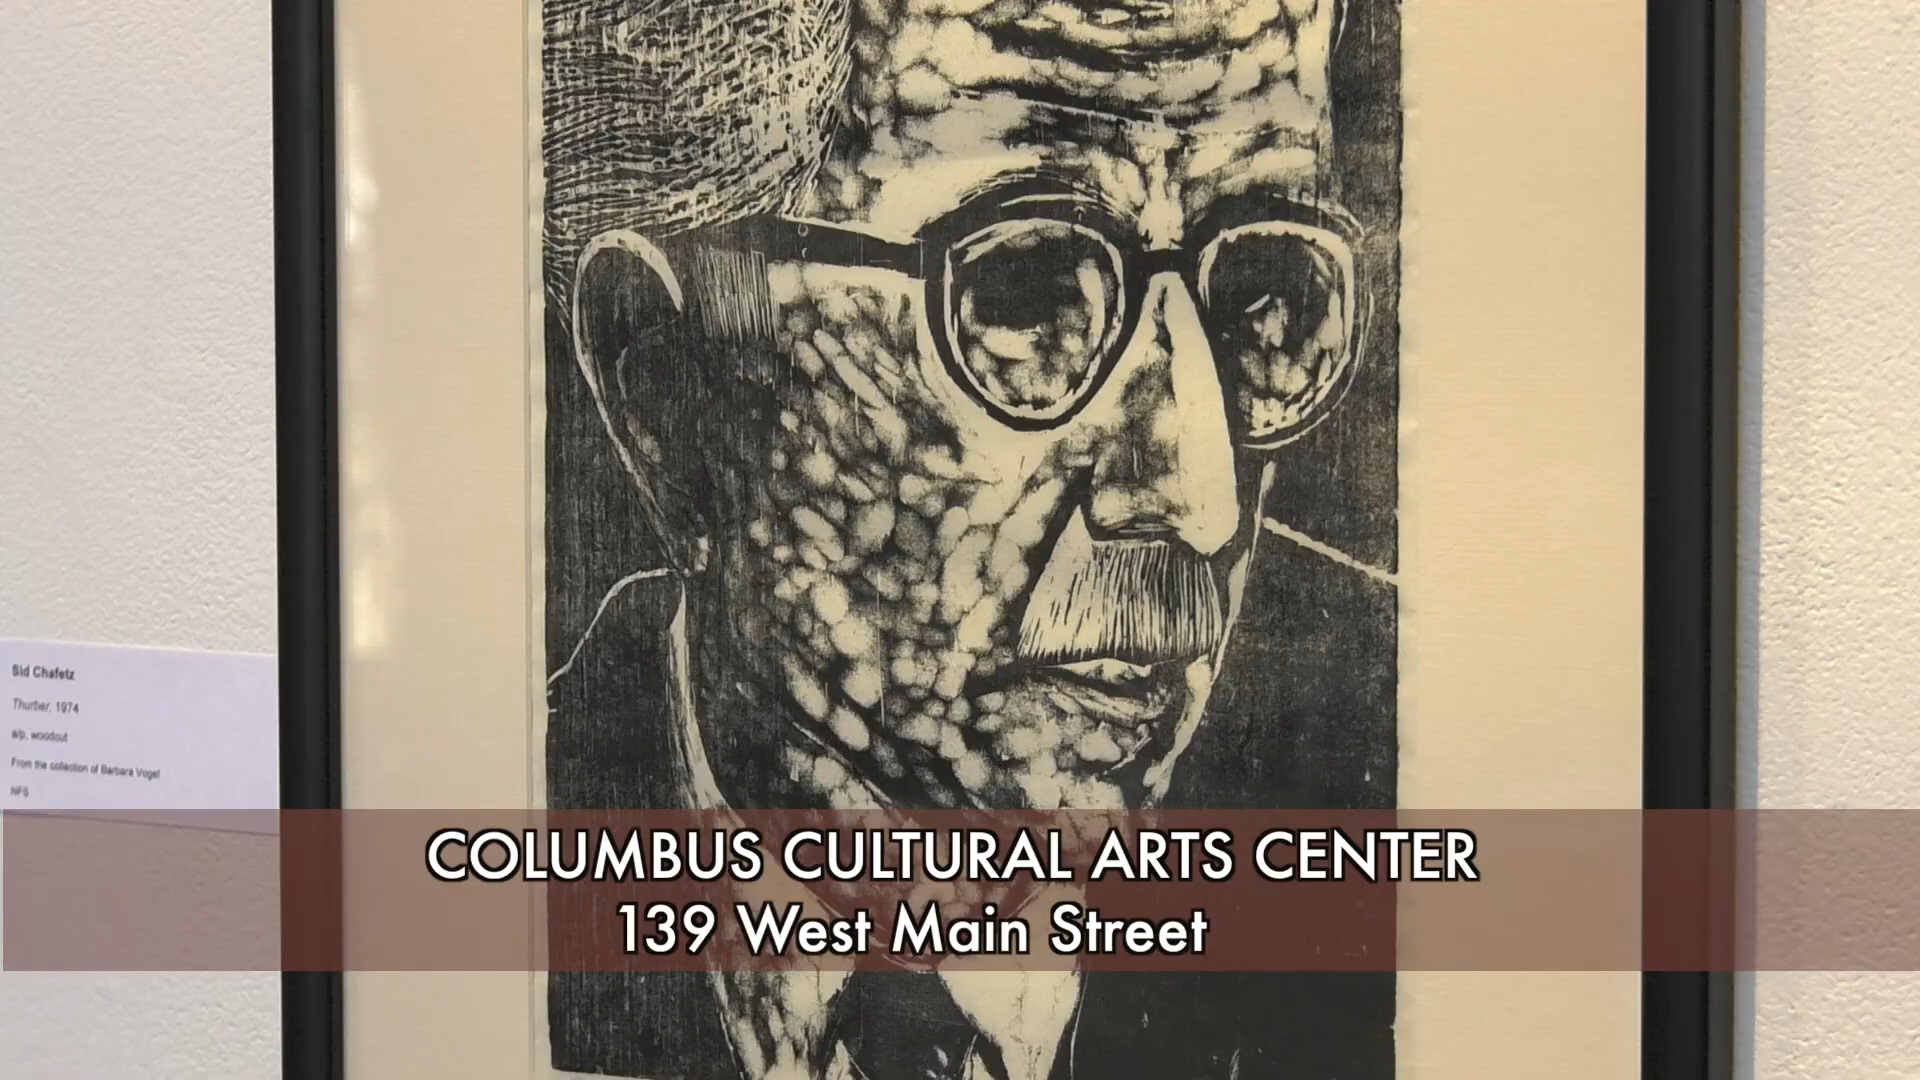 Sid Chafetz
Thurber, 1974
a/p, woodcut
From the collection of Barbara Vogel
NFS
COLUMBUS CULTURAL ARTS CENTER
139 West Main Street